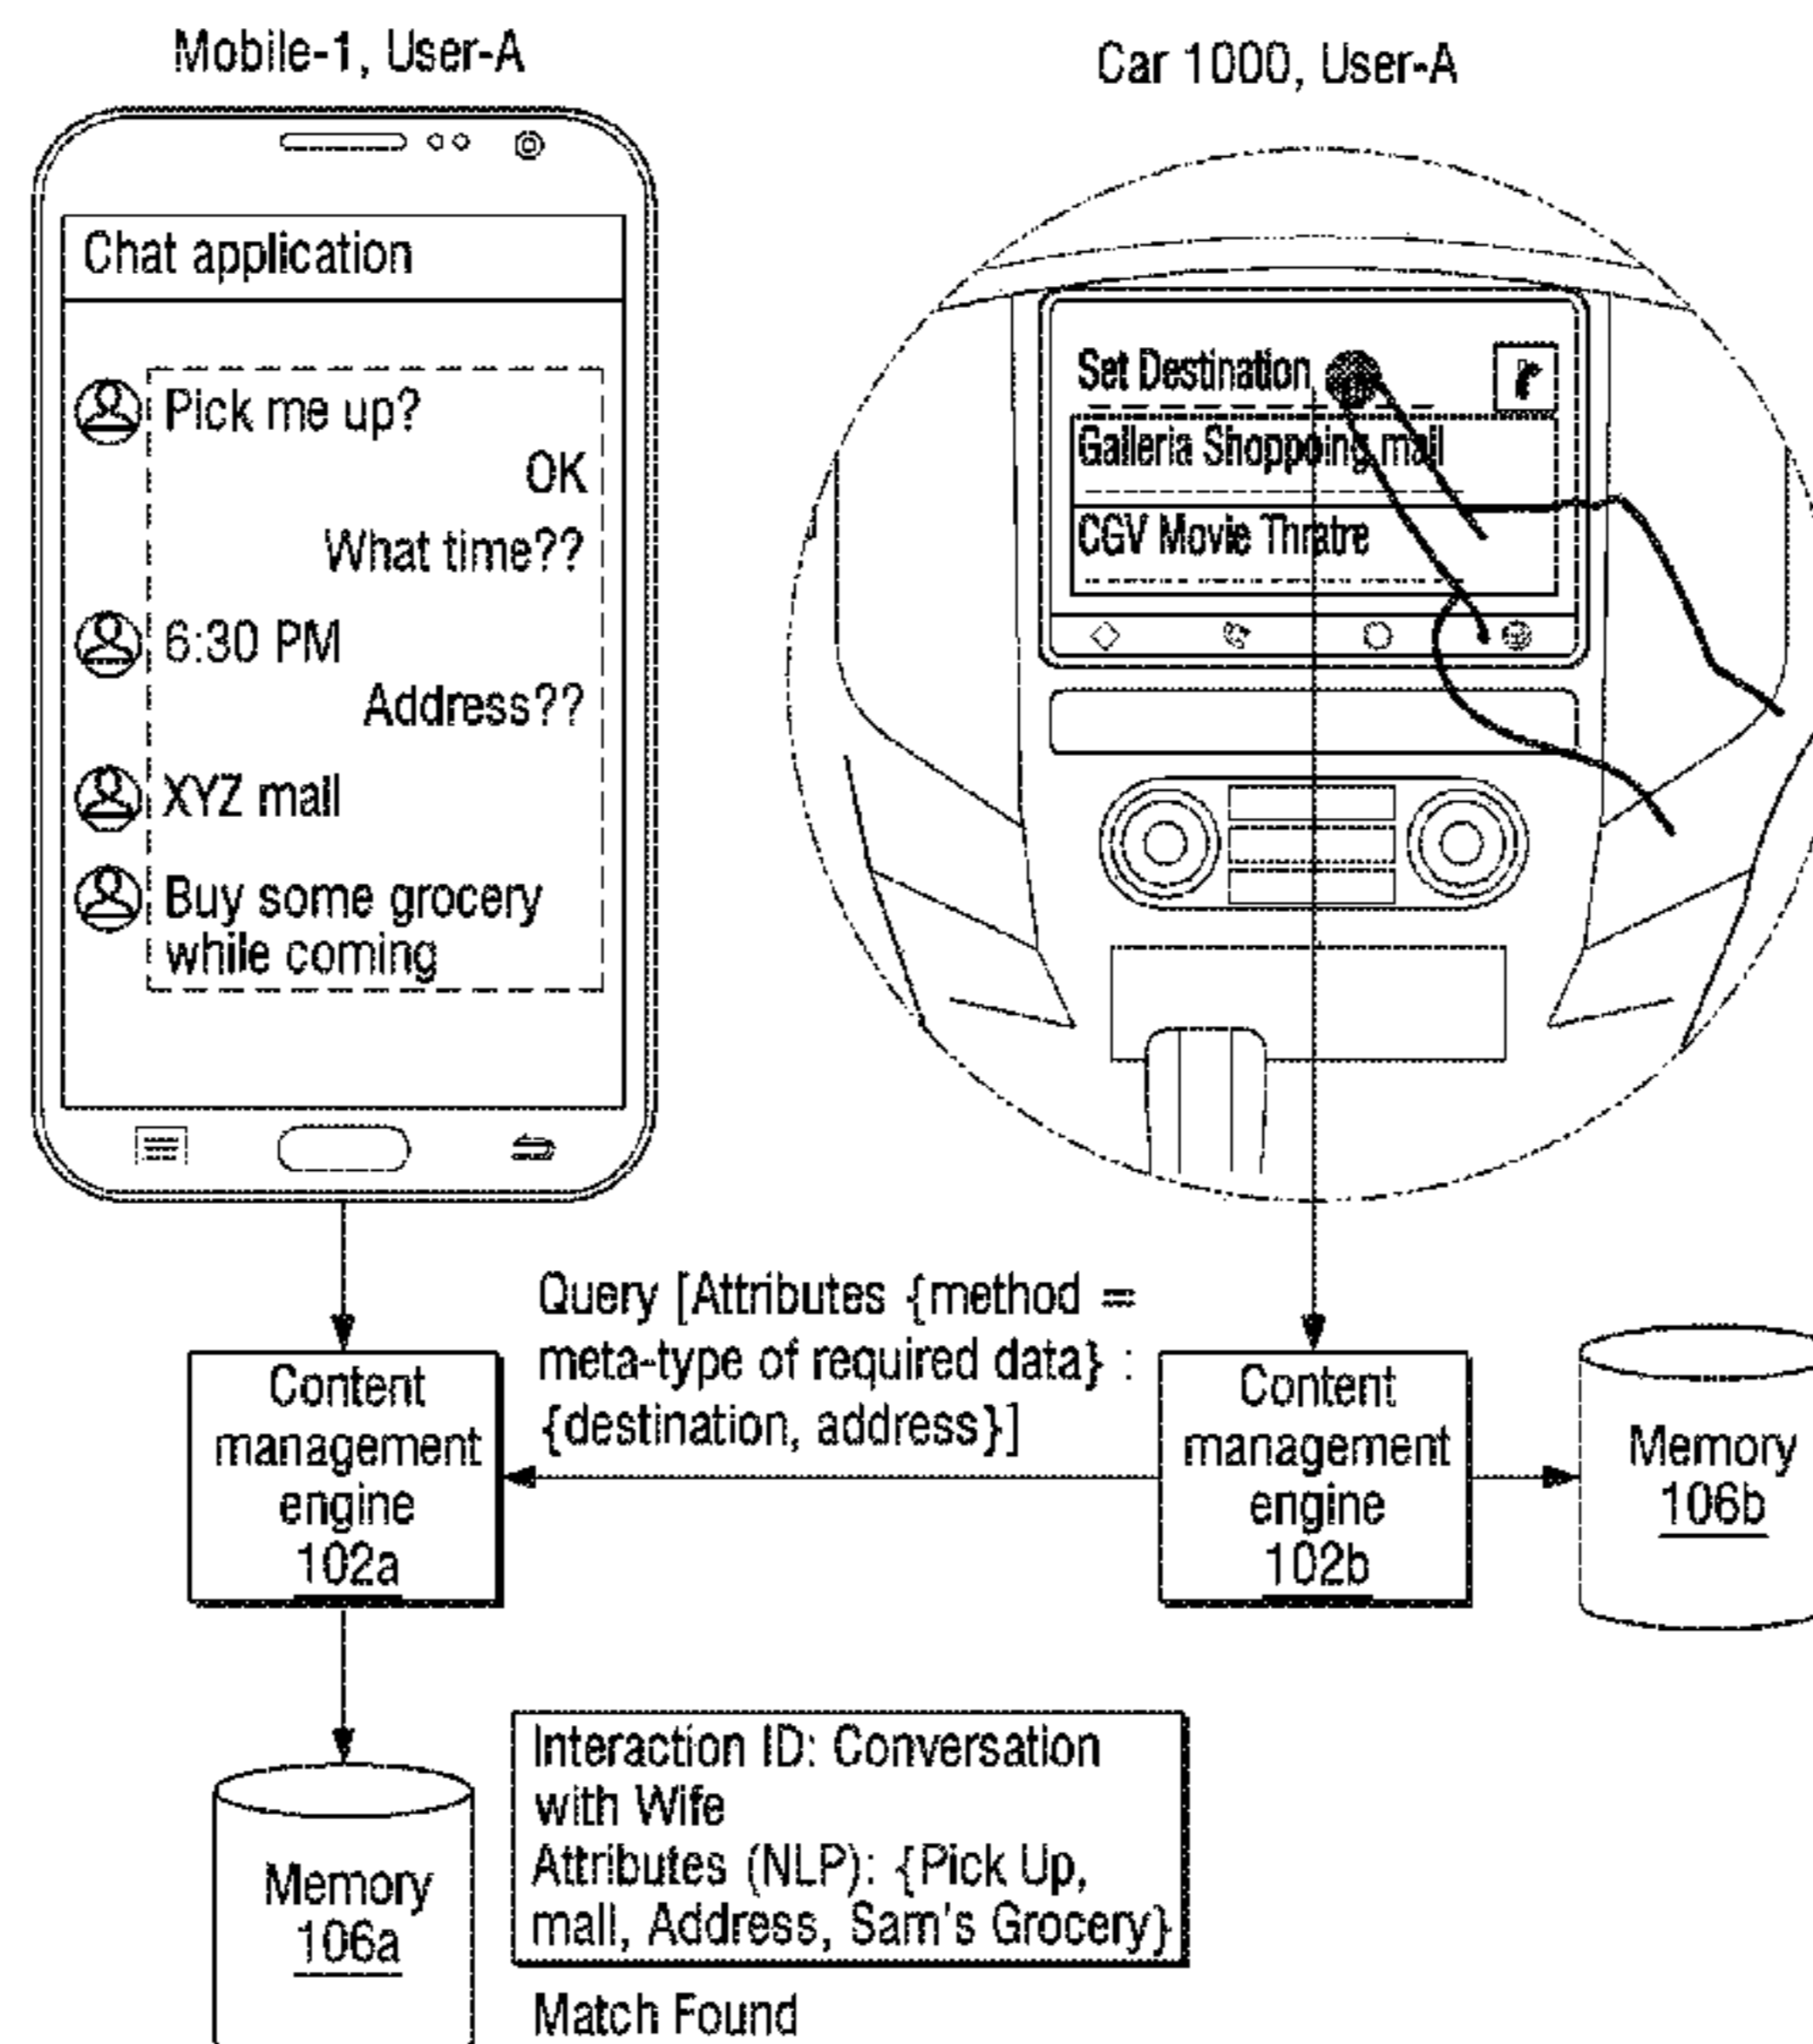 Mobile-1, User-A
Chat application
Pick me up?
OK
What time??
6:30 PM
Address??
XYZ mall
Buy some grocery
while coming
Car 1000, User-A
Set Destination
Galleria Shoppoing mall
CGV Movie Thratre
Query [Attributes {method =
meta-type of required data} :
{destination, address}]
Content
management
engine
102a
Content
management
engine
102b
Memory
106b
Memory
106a
Interaction ID: Conversation
with Wife
Attributes (NLP): {Pick Up,
mall, Address, Sam's Grocery}
Match Found